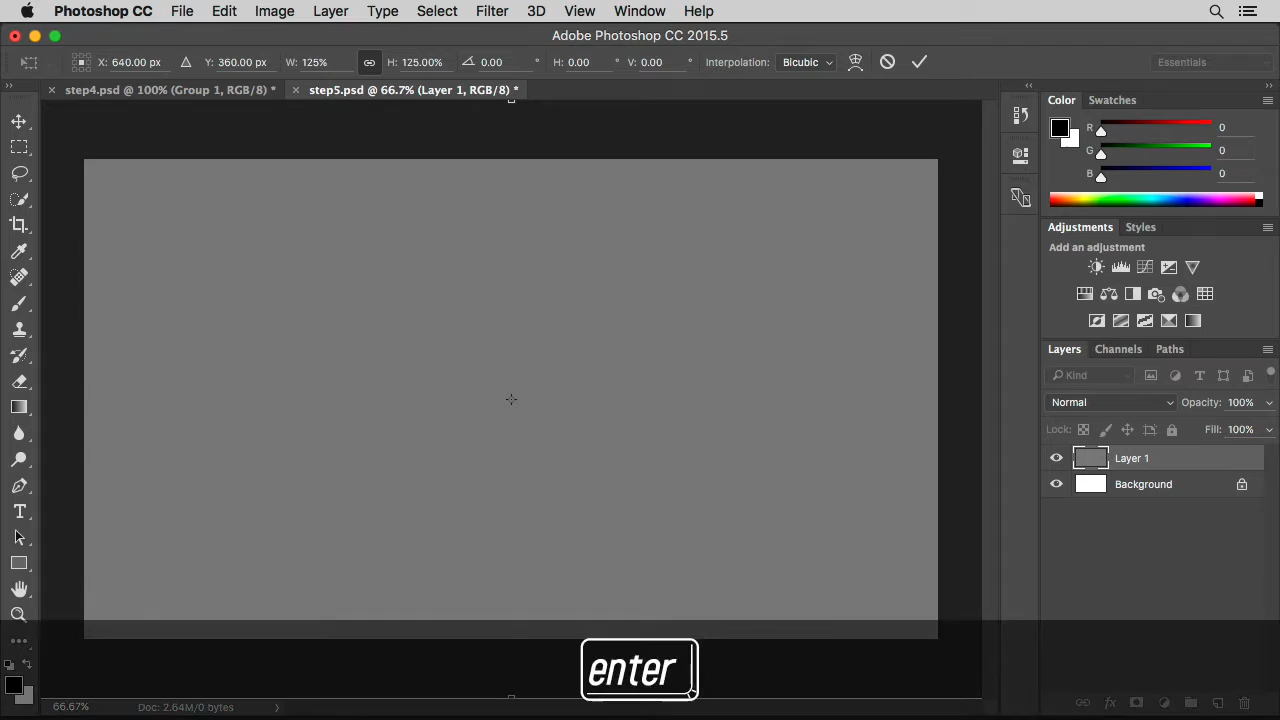 Photoshop CC File Edit Image Layer Type Select Filter 3D View Window Help
Adobe Photoshop CC 2015.5
X: 640.00 px Y: 360.00 px W: 125% H: 125.00% 0.00 ° H: 0.00 ° V: 0.00 ° Interpolation: Bicubic Essentials
step4.psd @ 100% (Group 1, RGB/8) * step5.psd @ 66.7% (Layer 1, RGB/8) *
Color Swatches
R 0
G 0
B 0
Adjustments Styles
Add an adjustment
Layers Channels Paths
Kind
Normal Opacity: 100%
Lock: Fill: 100%
Layer 1
Background
enter
66.67% Doc: 2.64M/0 bytes